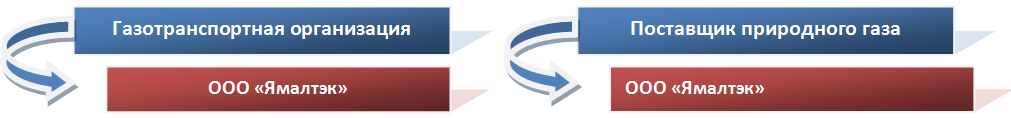 Газотранспортная организация
ООО «Ямалтэк»
Поставщик природного газа
ООО «Ямалтэк»